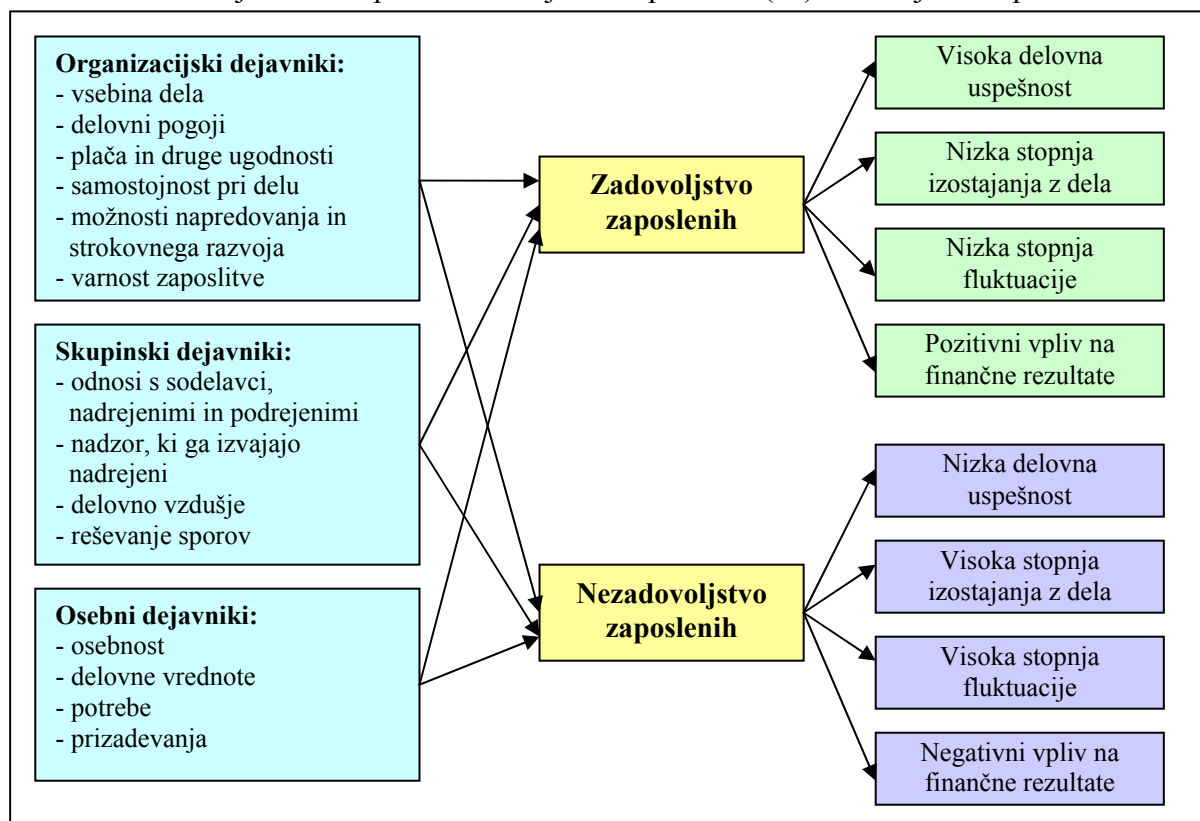 Organizacijski dejavniki:
- vsebina dela
- delovni pogoji
- plača in druge ugodnosti
- samostojnost pri delu
- možnosti napredovanja in
strokovnega razvoja
- varnost zaposlitve
Skupinski dejavniki:
- odnosi s sodelavci,
nadrejenimi in podrejenimi
- nadzor, ki ga izvajajo
nadrejeni
- delovno vzdušje
- reševanje sporov
Osebni dejavniki:
- osebnost
- delovne vrednote
- potrebe
- prizadevanja
Zadovoljstvo
zaposlenih
Nezadovoljstvo
zaposlenih
Visoka delovna
uspešnost
Nizka stopnja
izostajanja z dela
Nizka stopnja
fluktuacije
Pozitivni vpliv na
finančne rezultate
Nizka delovna
uspešnost
Visoka stopnja
izostajanja z dela
Visoka stopnja
fluktuacije
Negativni vpliv na
finančne rezultate